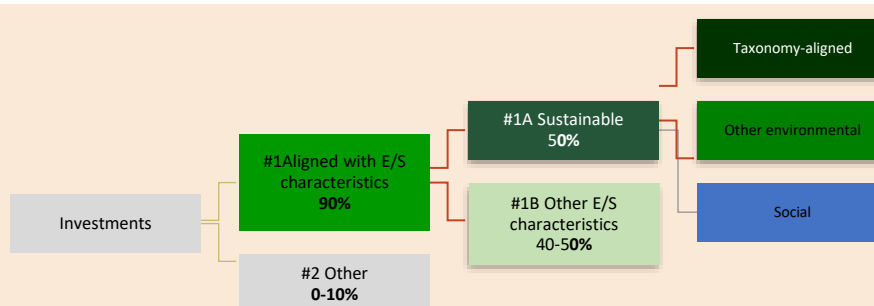 Investments
#1Aligned with E/S
characteristics
90%
#2 Other
0-10%
#1A Sustainable
50%
#1B Other E/S
characteristics
40-50%
Taxonomy-aligned
Other environmental
Social